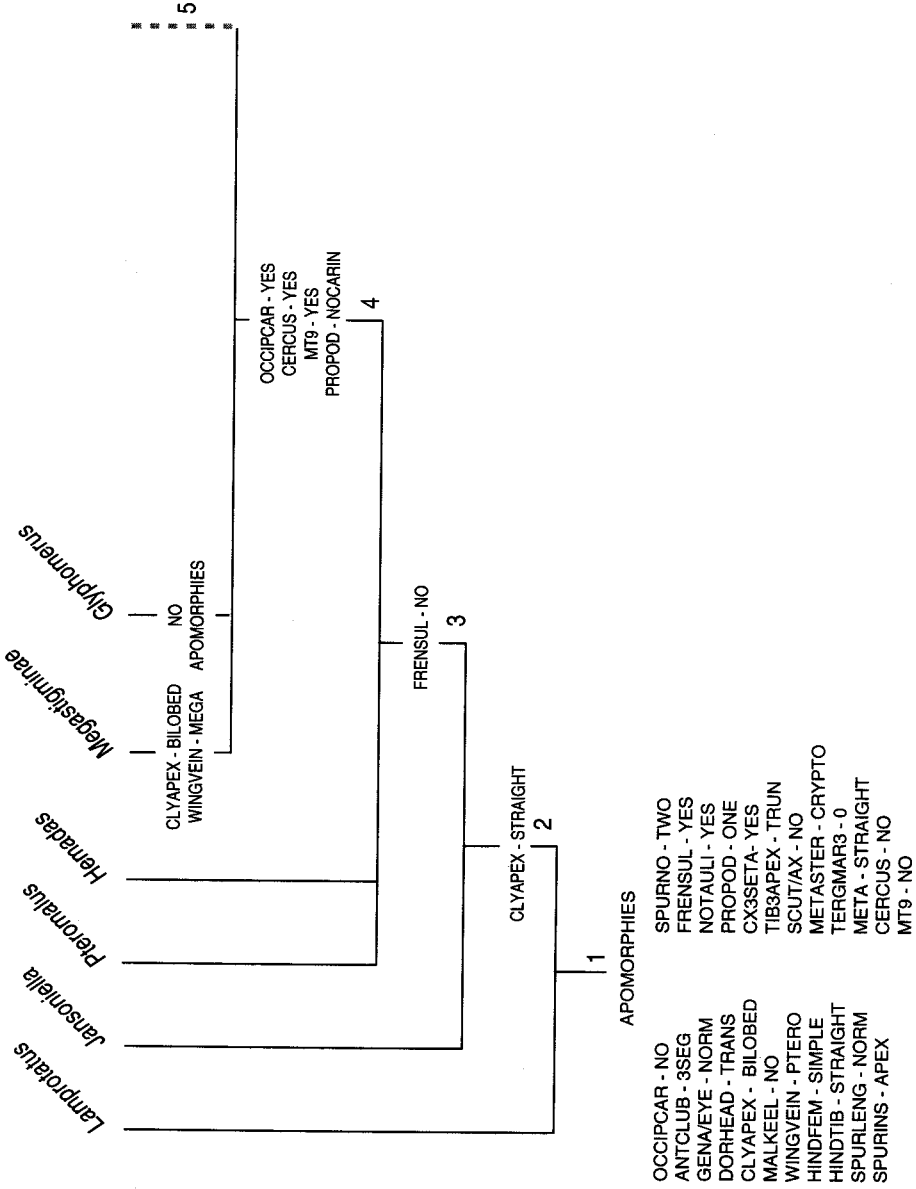 5
Glyphomerus
Megastigminae
Hemadas
Pteromalus
Jansoniella
Lamprotatus
CLYAPEX - BILOBED
WINGVEIN - MEGA
NO
APOMORPHIES
OCCIPCAR - YES
CERCUS - YES
MT9 - YES
PROPOD - NOCARIN
4
FRENSUL - NO
3
CLYAPEX - STRAIGHT
2
1
APOMORPHIES
OCCIPCAR - NO
ANTCLUB - 3SEG
GENA/EYE - NORM
DORHEAD - TRANS
CLYAPEX - BILOBED
MALKEEL - NO
WINGVEIN - PTERO
HINDFEM - SIMPLE
HINDTIB - STRAIGHT
SPURLENG - NORM
SPURINS - APEX
SPURNO - TWO
FRENSUL - YES
NOTAULI - YES
PROPOD - ONE
CX3SETA- YES
TIB3APEX - TRUN
SCUT/AX - NO
METASTER - CRYPTO
TERGMAR3 - 0
META - STRAIGHT
CERCUS - NO
MT9 - NO